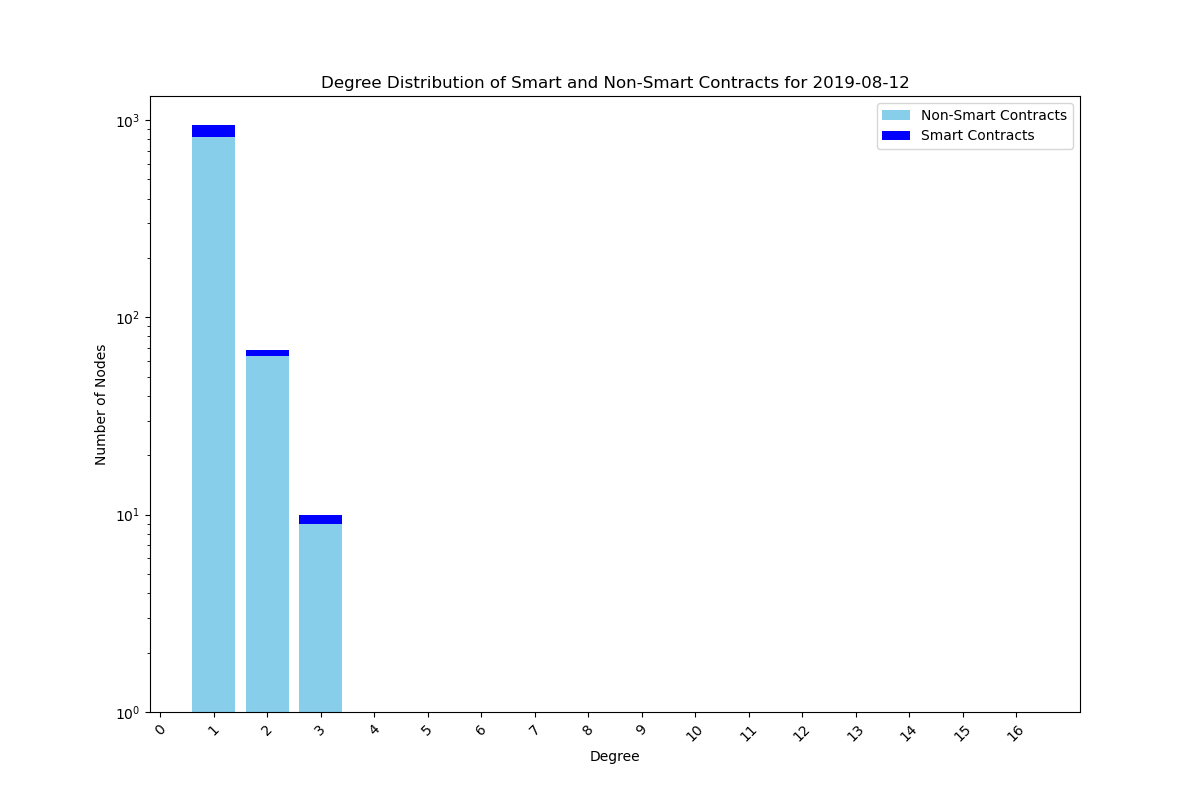 Degree Distribution of Smart and Non-Smart Contracts for 2019-08-12
Non-Smart Contracts
Smart Contracts
10³
10²
10¹
10⁰
Number of Nodes
0 1 2 3 4 5 6 7 8 9 10 11 12 13 14 15 16
Degree